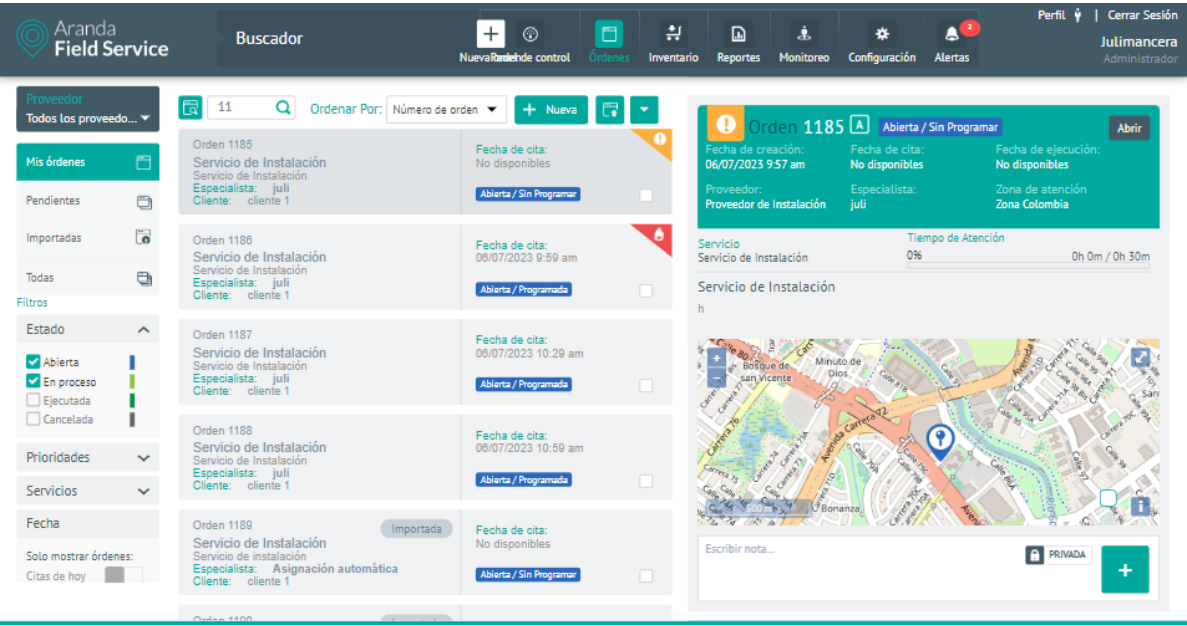 Perfil | Cerrar Sesión
Aranda
Field Service
Buscador
Julimancera
Administrador
Nueva
de control
Órdenes
Inventario
Reportes
Monitoreo
Configuración
Alertas
Proveedor
Todos los proveedo...
Mis órdenes
Pendientes
Importadas
Todas
Filtros
Estado
Abierta
En proceso
Ejecutada
Cancelada
Prioridades
Servicios
Fecha
Solo mostrar órdenes:
Citas de hoy
11
Ordenar Por: Número de orden
+ Nueva
Orden 1185
Servicio de Instalación
Servicio de Instalación
Especialista: juli
Cliente: cliente 1
Fecha de cita:
No disponibles
Abierta / Sin Programar
Orden 1186
Servicio de Instalación
Servicio de Instalación
Especialista: juli
Cliente: cliente 1
Fecha de cita:
06/07/2023 9:59 am
Abierta / Programada
Orden 1187
Servicio de Instalación
Servicio de Instalación
Especialista: juli
Cliente: cliente 1
Fecha de cita:
06/07/2023 10:29 am
Abierta / Programada
Orden 1188
Servicio de Instalación
Servicio de Instalación
Especialista: juli
Cliente: cliente 1
Fecha de cita:
06/07/2023 10:59 am
Abierta / Programada
Orden 1189
Importada
Servicio de Instalación
Servicio de instalación
Especialista: Asignación automática
Cliente: cliente 1
Fecha de cita:
No disponibles
Abierta / Sin Programar
Orden 1185 A Abierta / Sin Programar
Abrir
Fecha de creación:
06/07/2023 9:57 am
Fecha de cita:
No disponibles
Fecha de ejecución:
No disponibles
Proveedor:
Proveedor de Instalación
Especialista:
juli
Zona de atención
Zona Colombia
Servicio
Servicio de Instalación
Tiempo de Atención
0%
0h 0m / 0h 30m
Servicio de Instalación
h
Bosque de
san Vicente
Minuto de
Dios
Carrera 72
Bonanza
500 m
Escribir nota...
PRIVADA
+